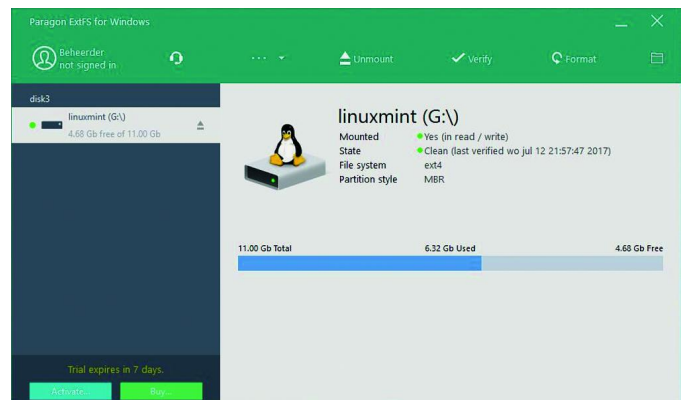 Paragon ExtFS for Windows
Beheerder
not signed in
Unmount
Verify
Format
disk3
linuxmint (G:\)
4.68 Gb free of 11.00 Gb
linuxmint (G:\)
Mounted Yes (in read / write)
State Clean (last verified wo jul 12 21:57:47 2017)
File system ext4
Partition style MBR
11.00 Gb Total 6.32 Gb Used 4.68 Gb Free
Trial expires in 7 days.
Activate... Buy...